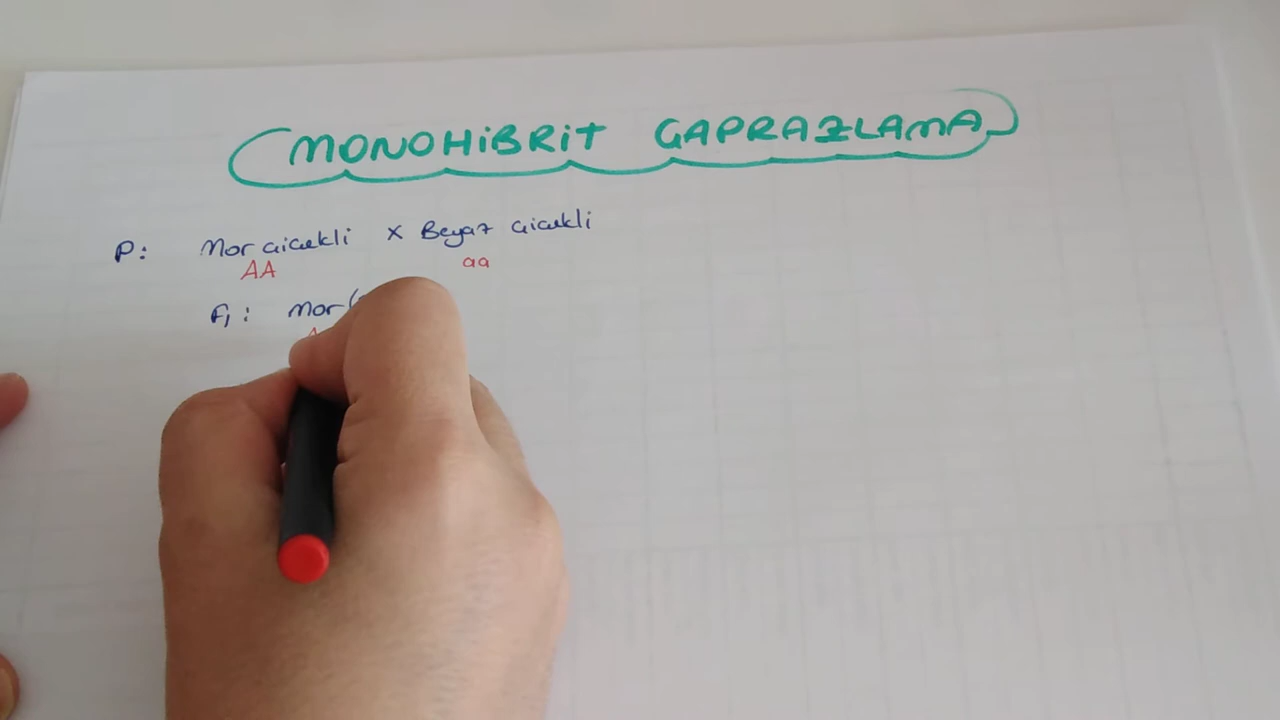 MONOHİBRİT ÇAPRAZLAMA
P: Mor çiçekli x Beyaz çiçekli
AA aa
F₁: Mor(
A